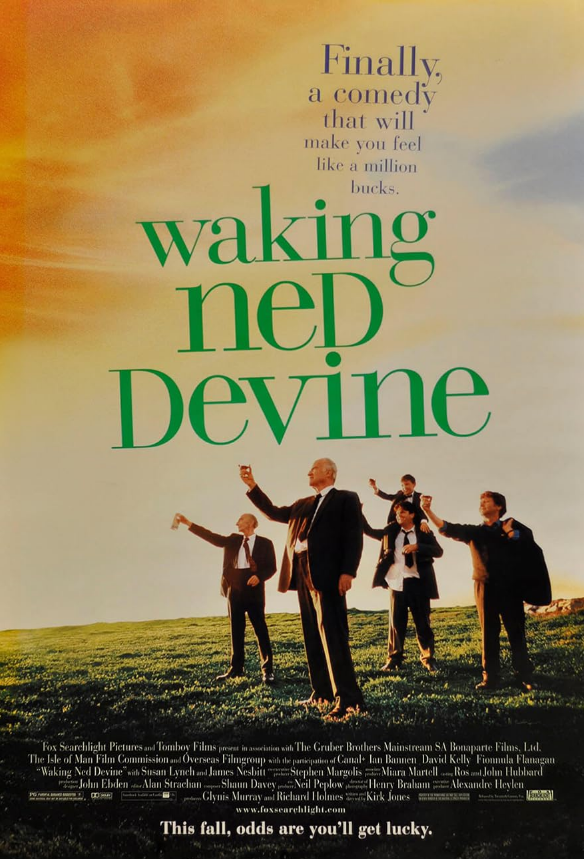 Finally,
a comedy
that will
make you feel
like a million
bucks.
waking
neD
Devine
Fox Searchlight Pictures and Tomboy Films present in association with The Gruber Brothers Mainstream SA Bonaparte Films, Ltd.
The Isle of Man Film Commission and Overseas Filmgroup with the participation of Canal+ Ian Bannen David Kelly Fionnula Flanagan
"Waking Ned Devine" with Susan Lynch and James Nesbitt Stephen Margolis Miara Martell Ros and John Hubbard
John Ebden Alan Strachan Shaun Davey Neil Peplow Henry Braham Alexandre Heylen
Glynis Murray and Richard Holmes Kirk Jones
www.foxsearchlight.com
This fall, odds are you'll get lucky.